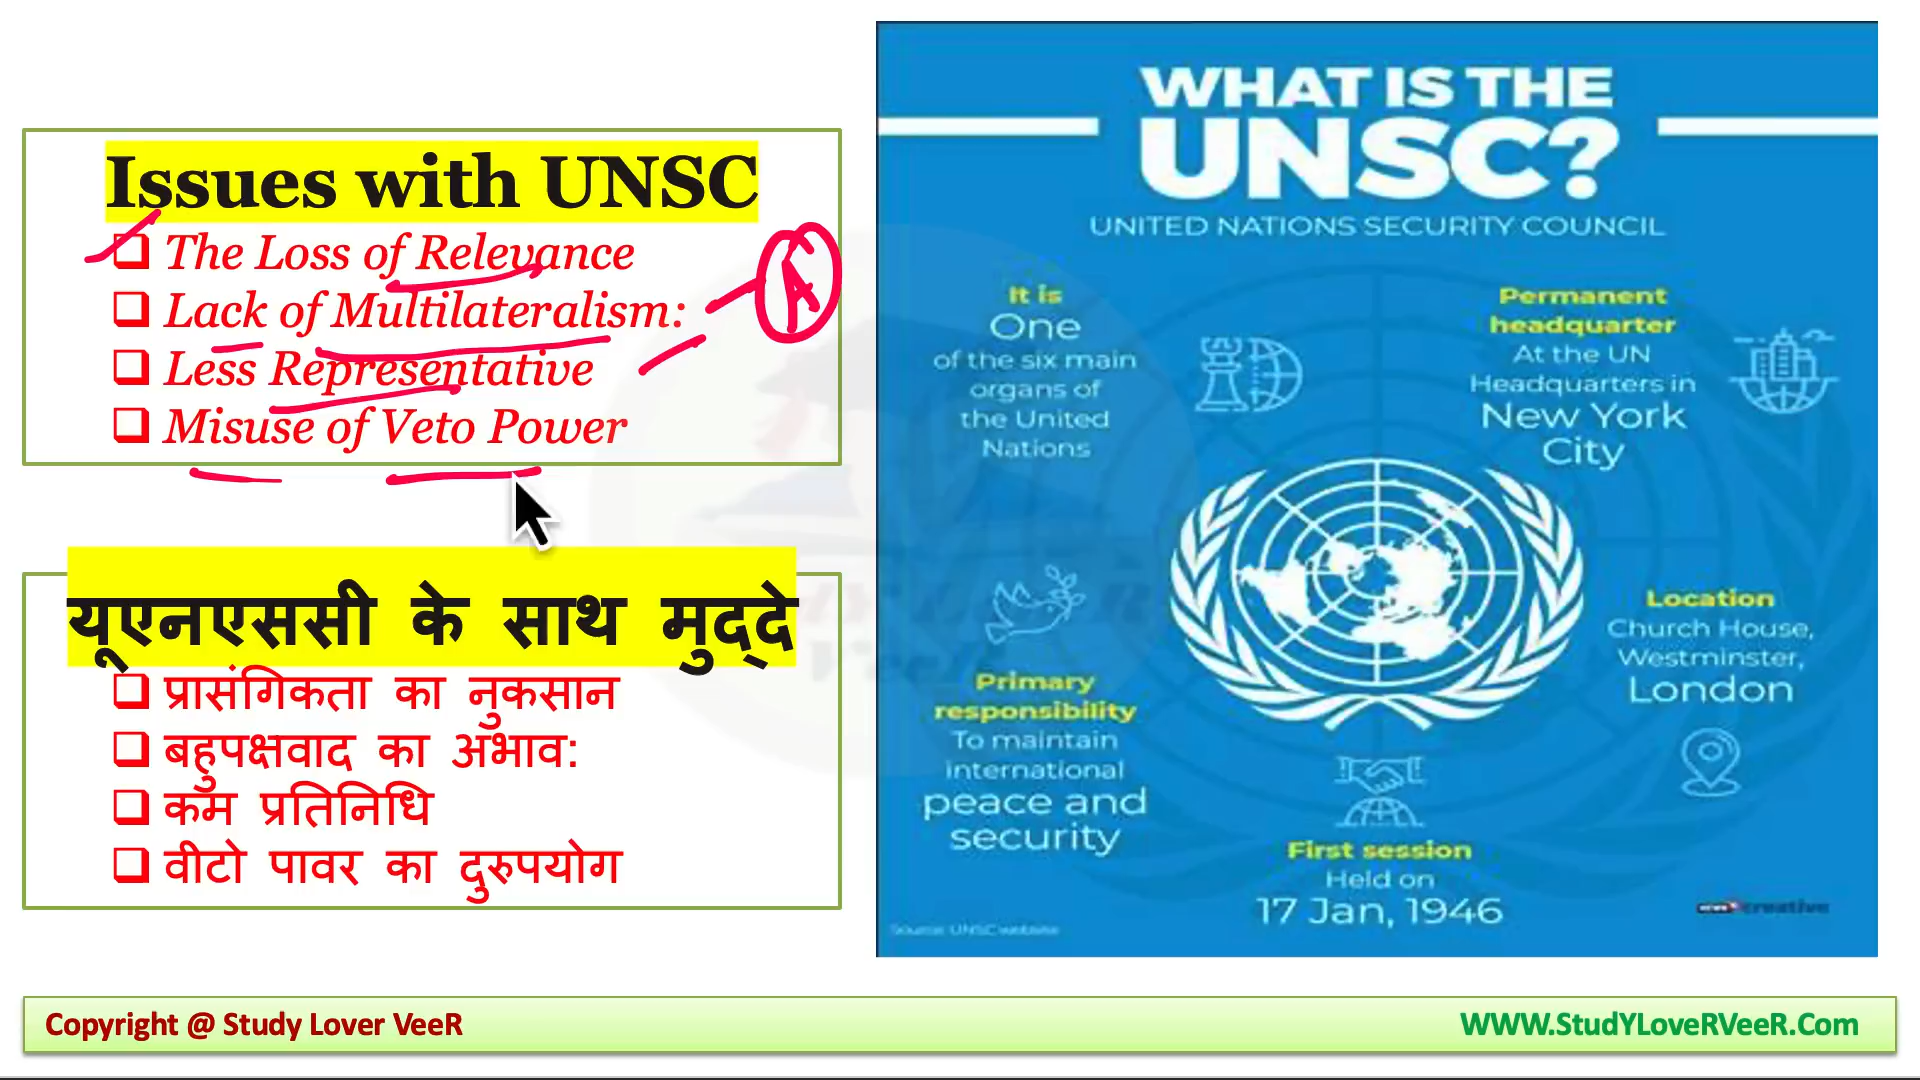 Issues with UNSC
❑ The Loss of Relevance
❑ Lack of Multilateralism:
❑ Less Representative
❑ Misuse of Veto Power
A
यूएनएससी के साथ मुद्दे
❑ प्रासंगिकता का नुकसान
❑ बहुपक्षवाद का अभाव:
❑ कम प्रतिनिधि
❑ वीटो पावर का दुरुपयोग
WHAT IS THE
UNSC?
UNITED NATIONS SECURITY COUNCIL
It is
One
of the six main
organs of
the United
Nations
Permanent
headquarter
At the UN
Headquarters in
New York
City
Primary
responsibility
To maintain
international
peace and
security
Location
Church House,
Westminster,
London
First session
Held on
17 Jan, 1946
Source: UNSC website
creative
Copyright @ Study Lover VeeR
WWW.StudYLoveRVeeR.Com